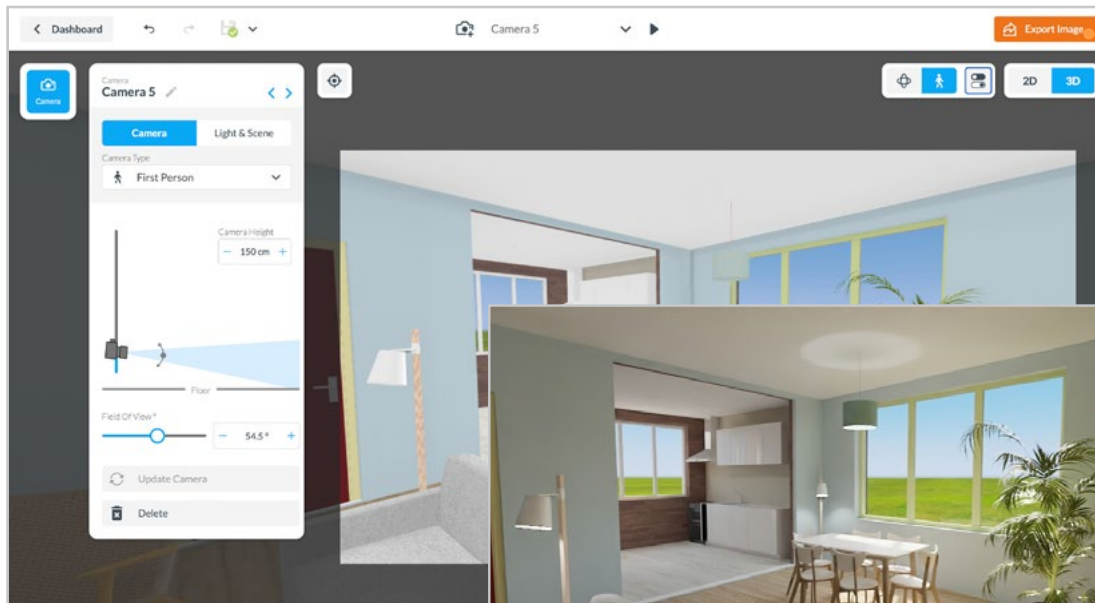 Dashboard
Camera 5
Export Image
Camera
Camera
Camera 5
2D 3D
Camera Light & Scene
Camera Type
First Person
Camera Height
− 150 cm +
Floor
Field Of View °
− 54.5° +
Update Camera
Delete